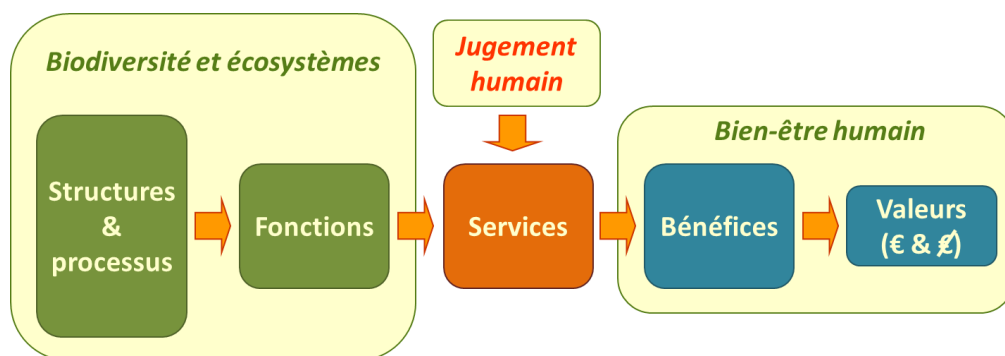 Biodiversité et écosystèmes
Structures
&
processus
Fonctions
Jugement
humain
Services
Bien-être humain
Bénéfices
Valeurs
(€ & €̸)